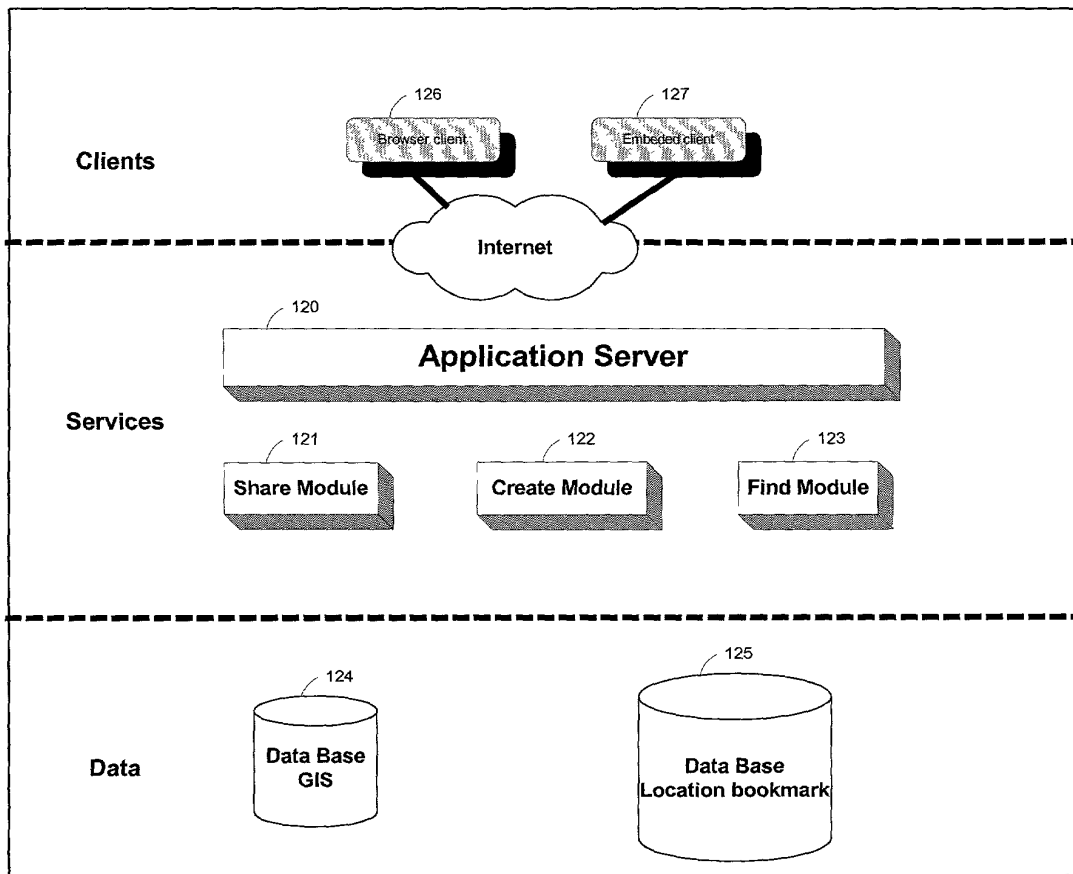 126
127
Browser client
Embeded client
Clients
Internet
120
Application Server
Services
121
122
123
Share Module
Create Module
Find Module
125
124
Data Base
GIS
Data
Data Base
Location bookmark